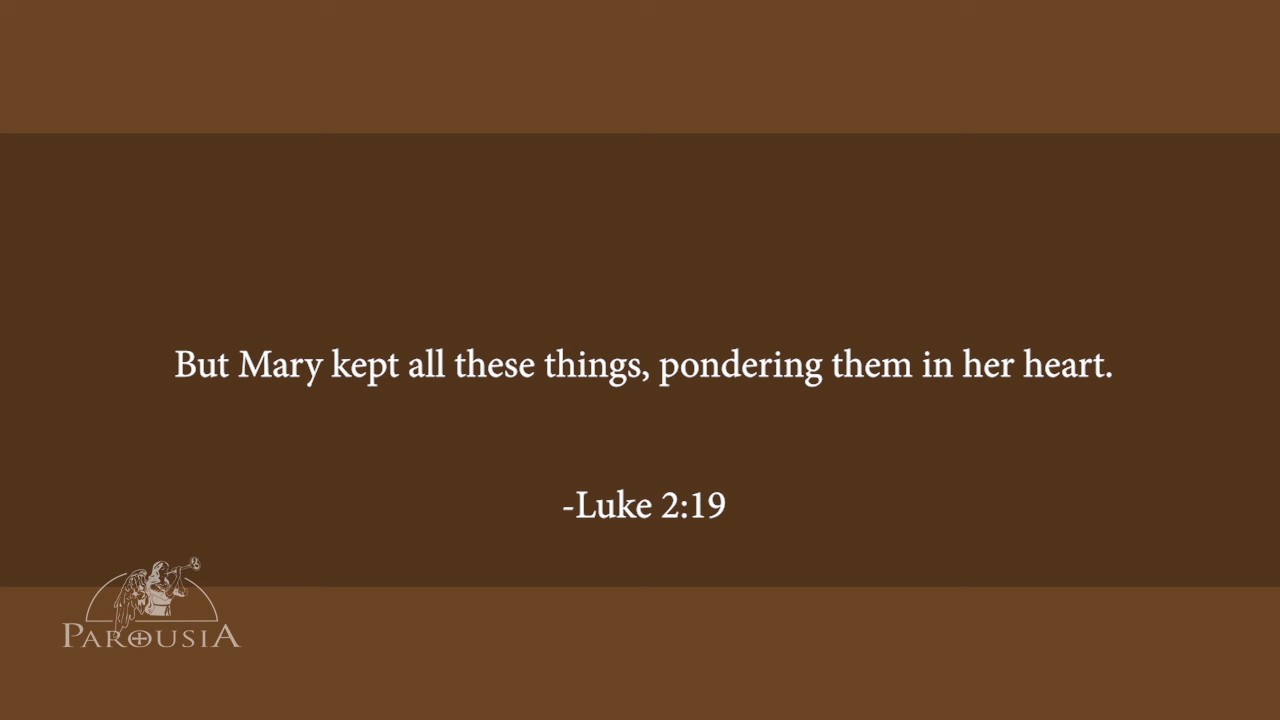 But Mary kept all these things, pondering them in her heart.
-Luke 2:19
PAROUSIA